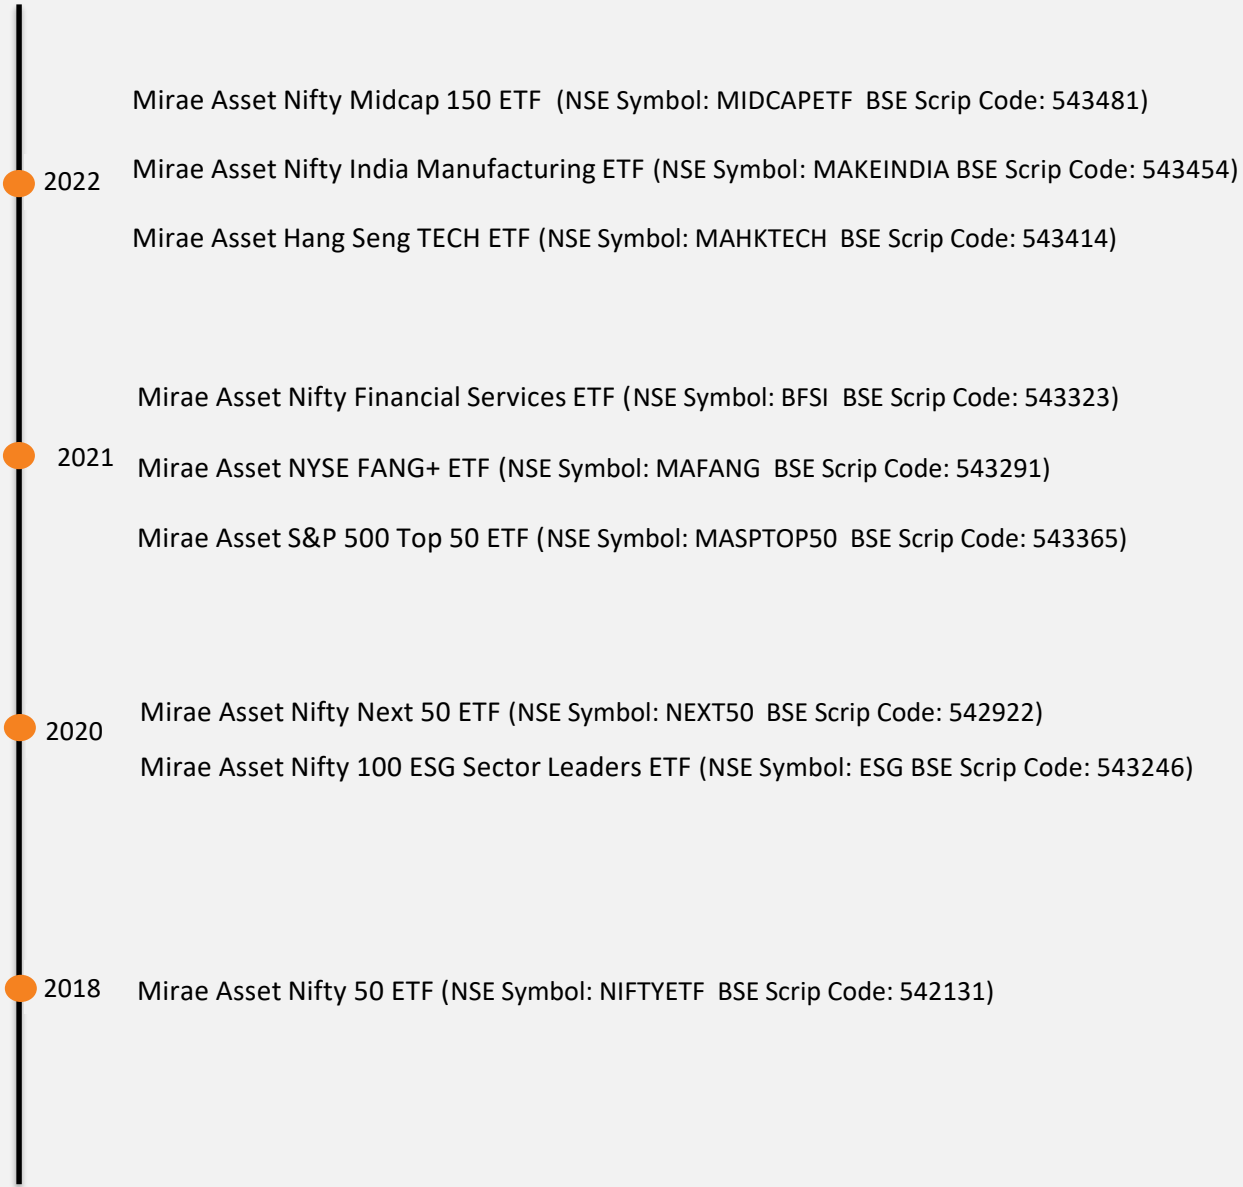 Mirae Asset Nifty Midcap 150 ETF (NSE Symbol: MIDCAPETF BSE Scrip Code: 543481)
2022
Mirae Asset Nifty India Manufacturing ETF (NSE Symbol: MAKEINDIA BSE Scrip Code: 543454)
Mirae Asset Hang Seng TECH ETF (NSE Symbol: MAHKTECH BSE Scrip Code: 543414)
Mirae Asset Nifty Financial Services ETF (NSE Symbol: BFSI BSE Scrip Code: 543323)
2021
Mirae Asset NYSE FANG+ ETF (NSE Symbol: MAFANG BSE Scrip Code: 543291)
Mirae Asset S&P 500 Top 50 ETF (NSE Symbol: MASPTOP50 BSE Scrip Code: 543365)
Mirae Asset Nifty Next 50 ETF (NSE Symbol: NEXT50 BSE Scrip Code: 542922)
2020
Mirae Asset Nifty 100 ESG Sector Leaders ETF (NSE Symbol: ESG BSE Scrip Code: 543246)
2018
Mirae Asset Nifty 50 ETF (NSE Symbol: NIFTYETF BSE Scrip Code: 542131)